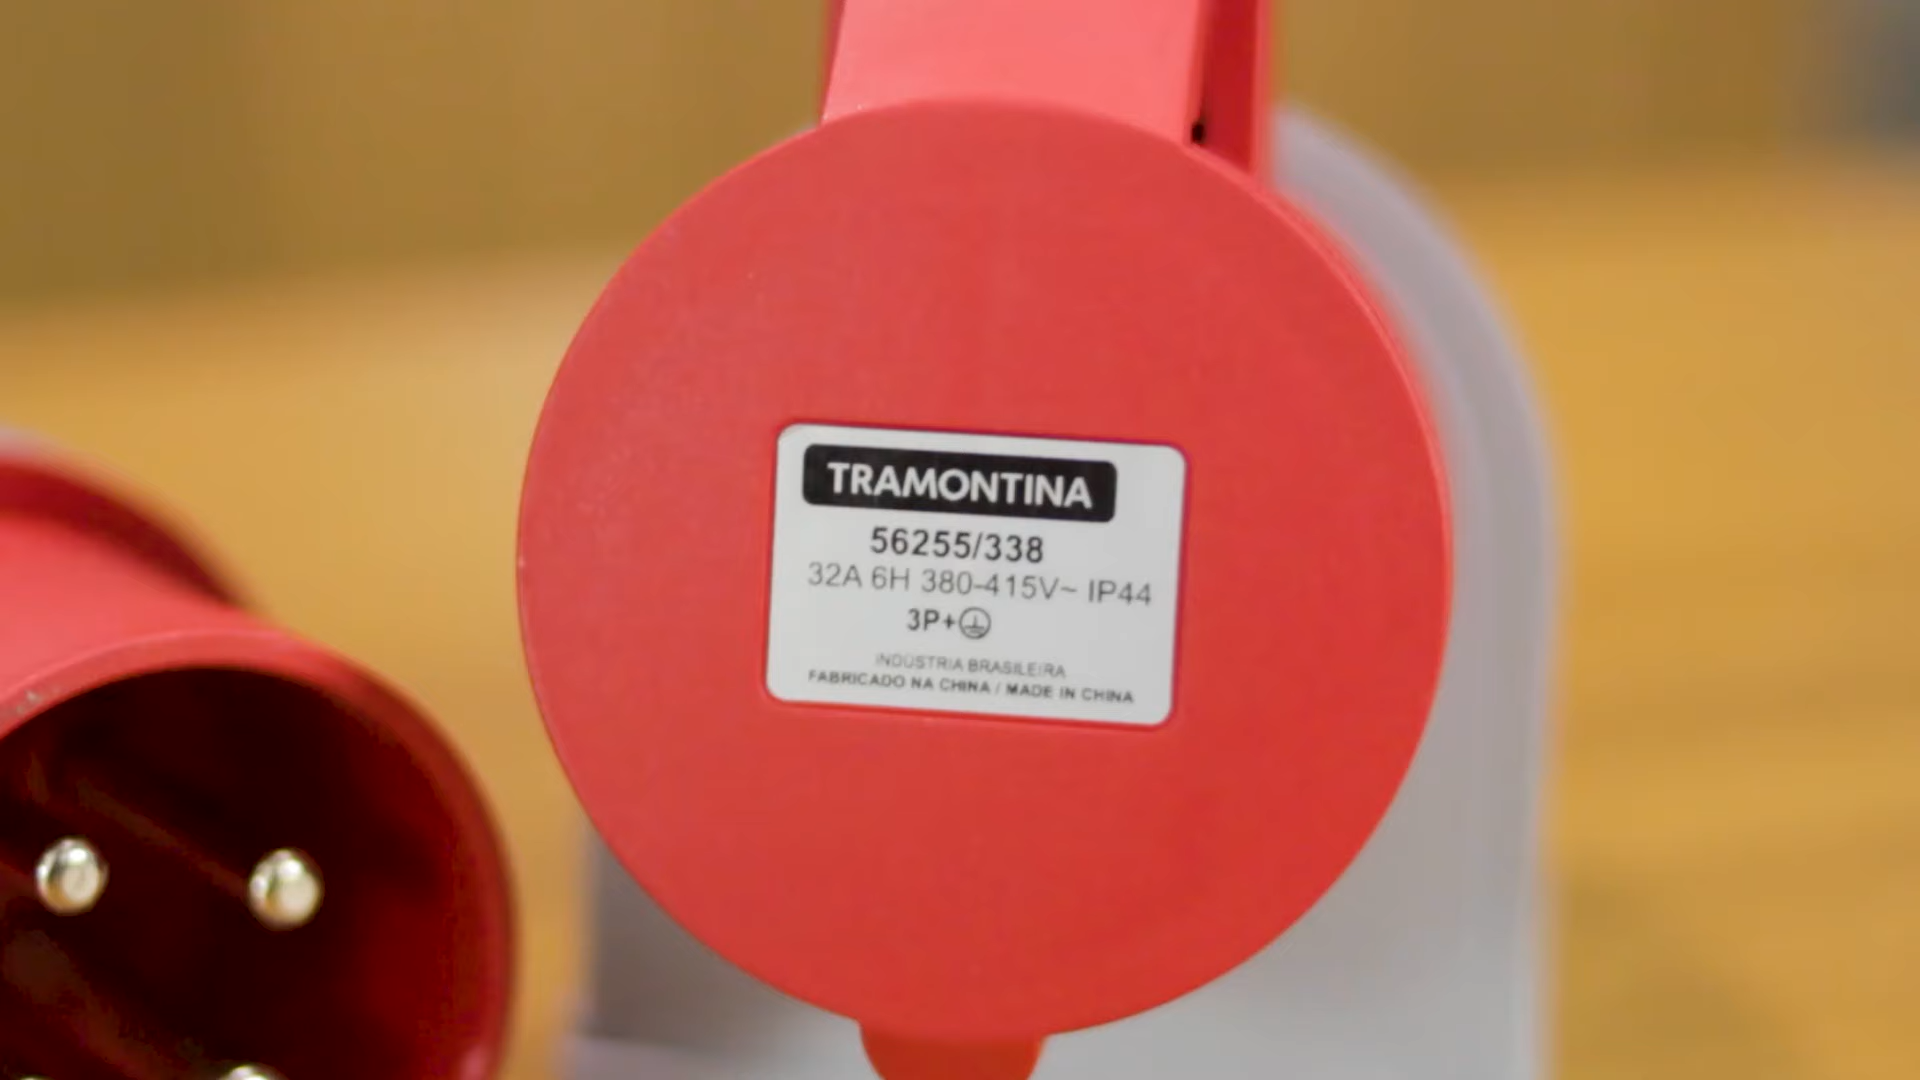 TRAMONTINA
56255/338
32A 6H 380-415V~ IP44
3P+⏚
INDÚSTRIA BRASILEIRA
FABRICADO NA CHINA / MADE IN CHINA